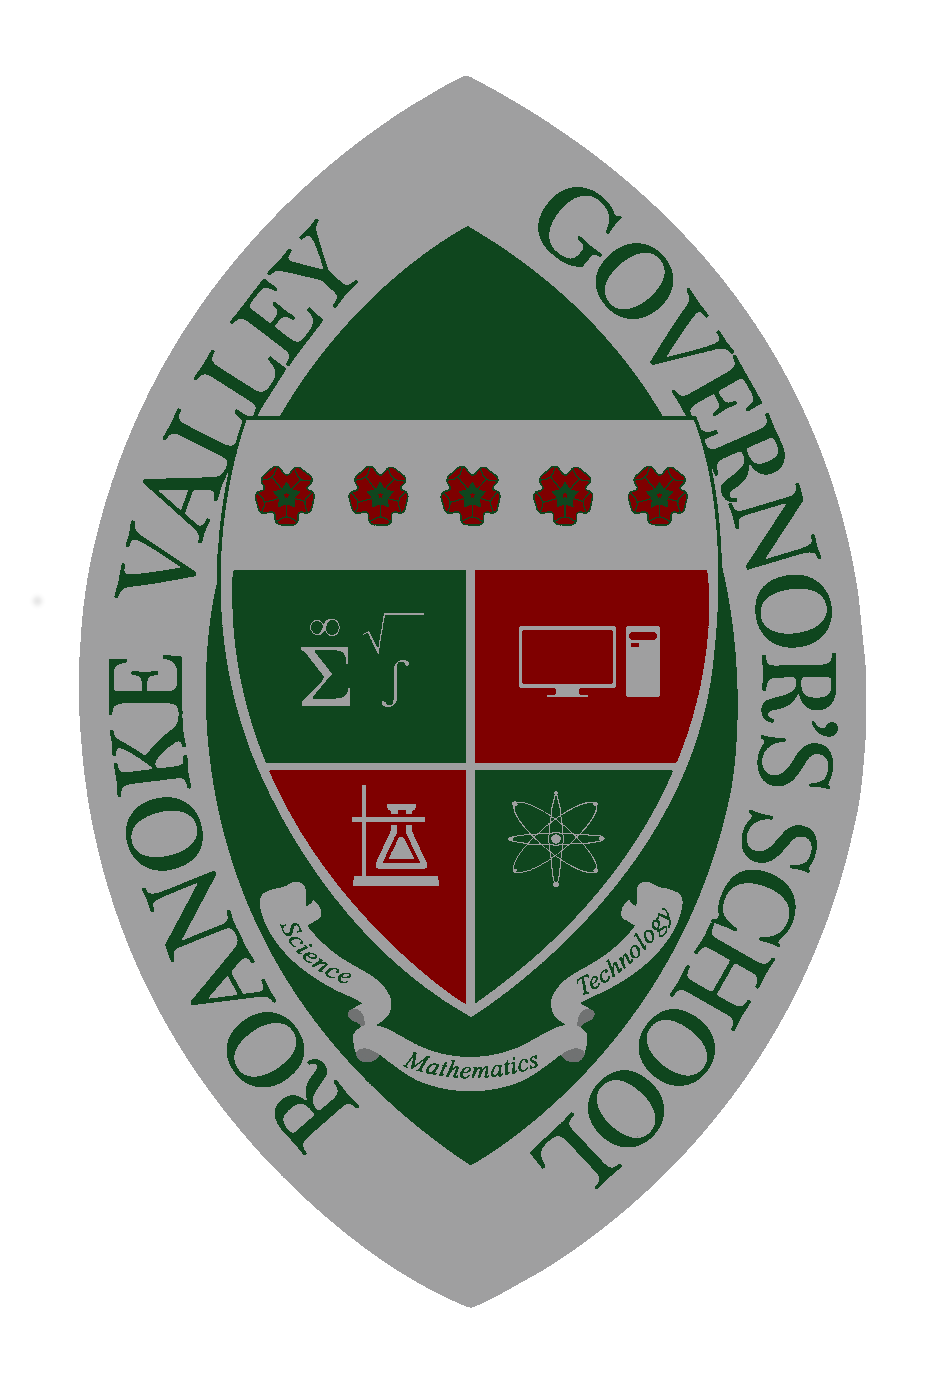 ROANOKE VALLEY
GOVERNOR'S SCHOOL
∞
Σ √ ∫
Science
Mathematics
Technology